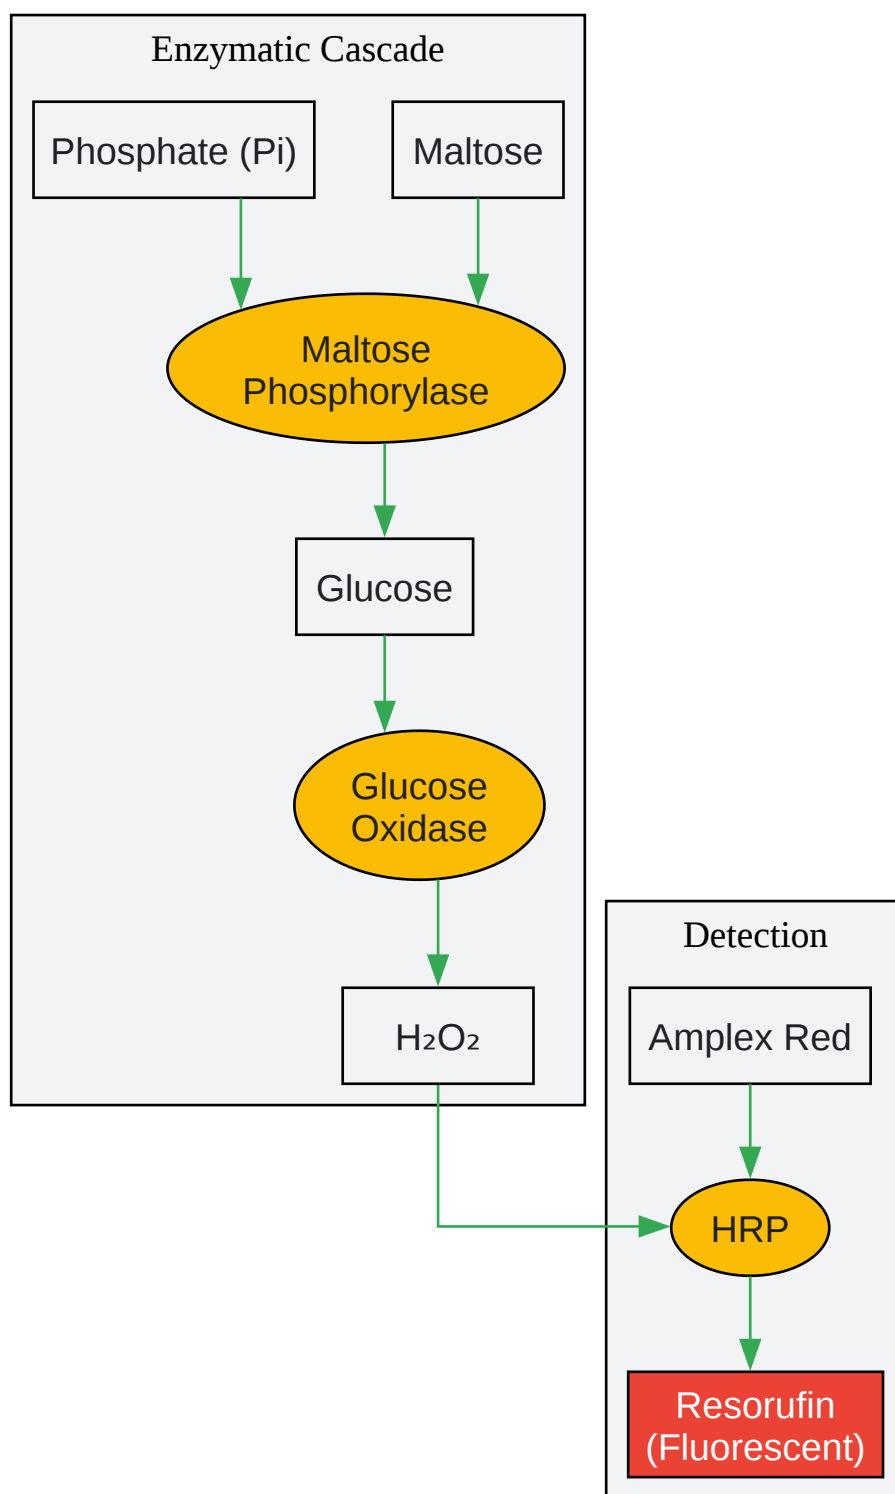 Enzymatic Cascade
Phosphate (Pi)
Maltose
Maltose
Phosphorylase
Glucose
Glucose
Oxidase
H₂O₂
Detection
Amplex Red
HRP
Resorufin
(Fluorescent)